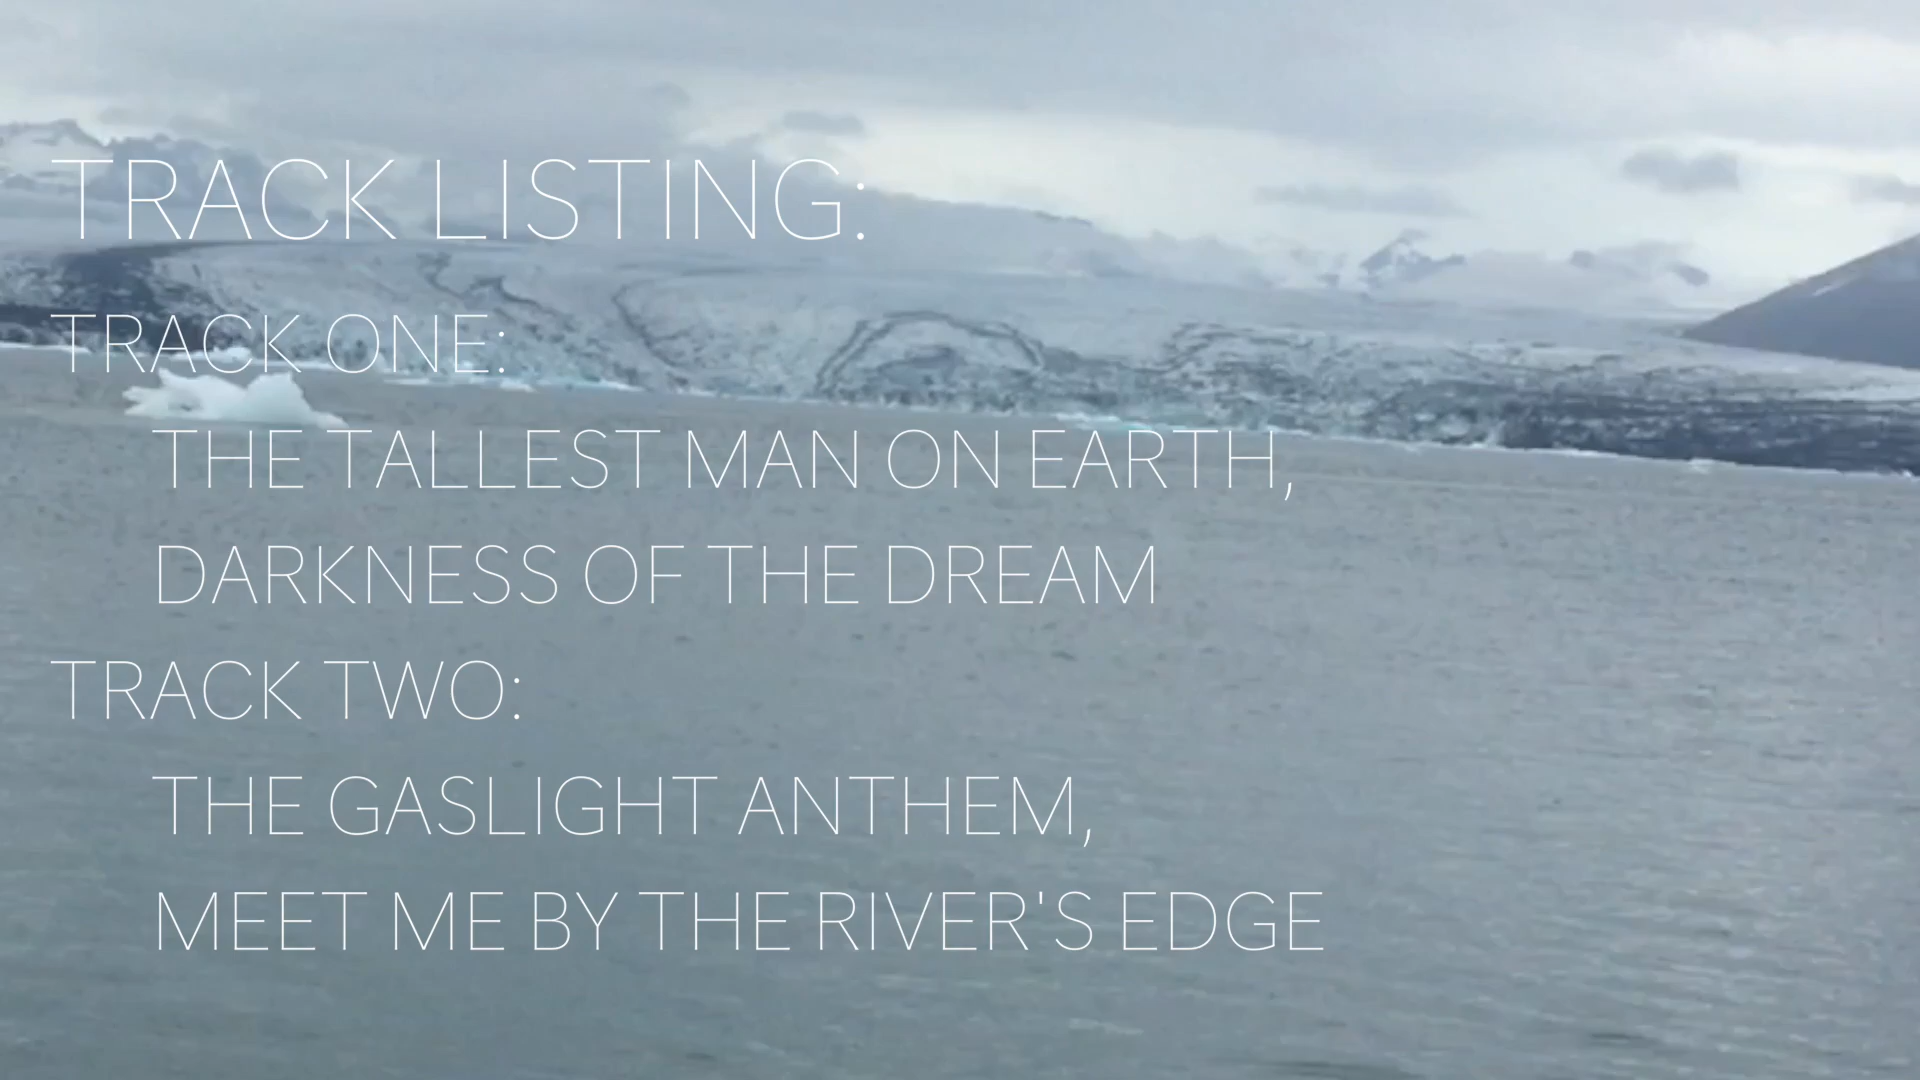 TRACK LISTING:
TRACK ONE:
THE TALLEST MAN ON EARTH,
DARKNESS OF THE DREAM
TRACK TWO:
THE GASLIGHT ANTHEM,
MEET ME BY THE RIVER'S EDGE